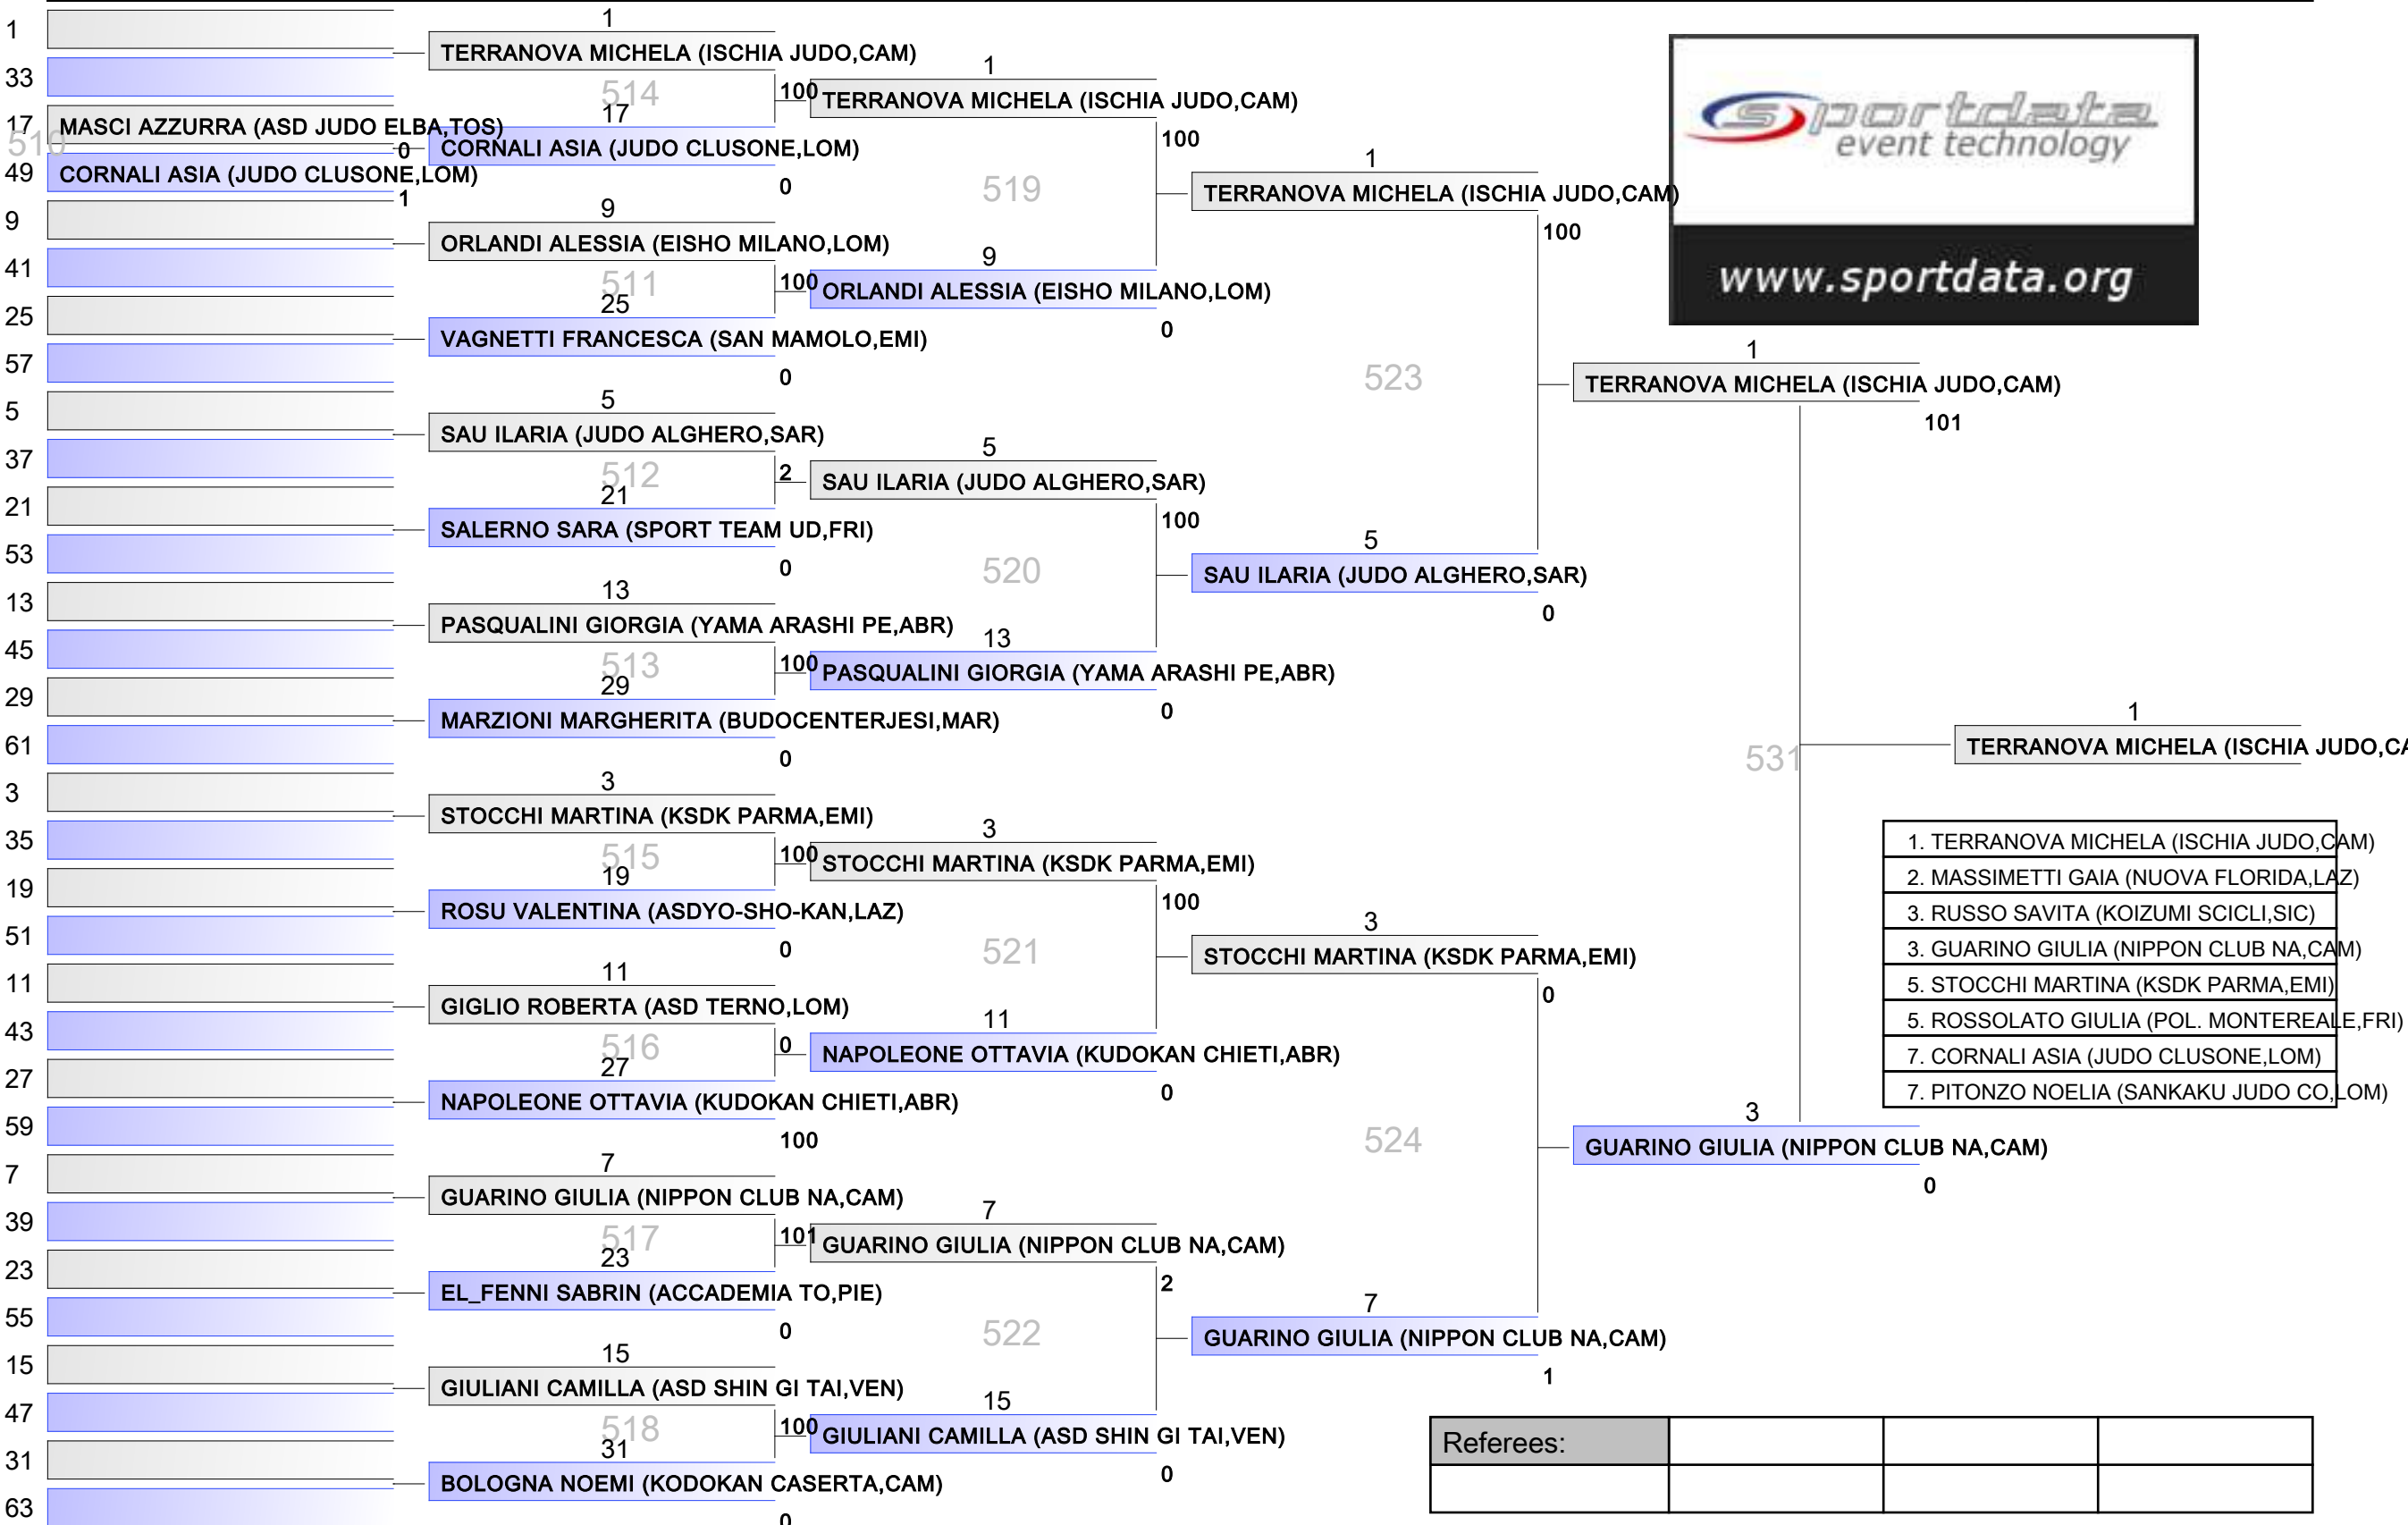 1
33
17
510
49
9
41
25
57
5
37
21
53
13
45
29
61
3
35
19
51
11
43
27
59
7
39
23
55
15
47
31
63
MASCI AZZURRA (ASD JUDO ELBA,TOS)
0
CORNALI ASIA (JUDO CLUSONE,LOM)
1
1
TERRANOVA MICHELA (ISCHIA JUDO,CAM)
514
100
17
CORNALI ASIA (JUDO CLUSONE,LOM)
0
9
ORLANDI ALESSIA (EISHO MILANO,LOM)
511
100
25
VAGNETTI FRANCESCA (SAN MAMOLO,EMI)
0
5
SAU ILARIA (JUDO ALGHERO,SAR)
512
2
21
SALERNO SARA (SPORT TEAM UD,FRI)
0
13
PASQUALINI GIORGIA (YAMA ARASHI PE,ABR)
513
100
29
MARZIONI MARGHERITA (BUDOCENTERJESI,MAR)
0
3
STOCCHI MARTINA (KSDK PARMA,EMI)
515
100
19
ROSU VALENTINA (ASDYO-SHO-KAN,LAZ)
0
11
GIGLIO ROBERTA (ASD TERNO,LOM)
516
0
27
NAPOLEONE OTTAVIA (KUDOKAN CHIETI,ABR)
100
7
GUARINO GIULIA (NIPPON CLUB NA,CAM)
517
101
23
EL_FENNI SABRIN (ACCADEMIA TO,PIE)
0
15
GIULIANI CAMILLA (ASD SHIN GI TAI,VEN)
518
100
31
BOLOGNA NOEMI (KODOKAN CASERTA,CAM)
0
1
TERRANOVA MICHELA (ISCHIA JUDO,CAM)
100
519
9
ORLANDI ALESSIA (EISHO MILANO,LOM)
0
5
SAU ILARIA (JUDO ALGHERO,SAR)
100
520
13
PASQUALINI GIORGIA (YAMA ARASHI PE,ABR)
0
3
STOCCHI MARTINA (KSDK PARMA,EMI)
100
521
11
NAPOLEONE OTTAVIA (KUDOKAN CHIETI,ABR)
0
7
GUARINO GIULIA (NIPPON CLUB NA,CAM)
2
522
15
GIULIANI CAMILLA (ASD SHIN GI TAI,VEN)
0
1
TERRANOVA MICHELA (ISCHIA JUDO,CAM)
100
523
5
SAU ILARIA (JUDO ALGHERO,SAR)
0
3
STOCCHI MARTINA (KSDK PARMA,EMI)
0
524
7
GUARINO GIULIA (NIPPON CLUB NA,CAM)
1
sportdata
event technology
www.sportdata.org
1
TERRANOVA MICHELA (ISCHIA JUDO,CAM)
101
531
3
GUARINO GIULIA (NIPPON CLUB NA,CAM)
0
1
TERRANOVA MICHELA (ISCHIA JUDO,CA
1. TERRANOVA MICHELA (ISCHIA JUDO,CAM)
2. MASSIMETTI GAIA (NUOVA FLORIDA,LAZ)
3. RUSSO SAVITA (KOIZUMI SCICLI,SIC)
3. GUARINO GIULIA (NIPPON CLUB NA,CAM)
5. STOCCHI MARTINA (KSDK PARMA,EMI)
5. ROSSOLATO GIULIA (POL. MONTEREALE,FRI)
7. CORNALI ASIA (JUDO CLUSONE,LOM)
7. PITONZO NOELIA (SANKAKU JUDO CO,LOM)
Referees: